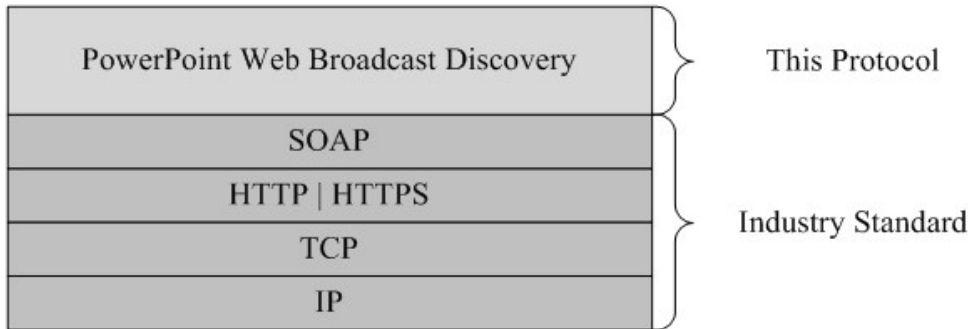 PowerPoint Web Broadcast Discovery
This Protocol
SOAP
HTTP | HTTPS
TCP
IP
Industry Standard